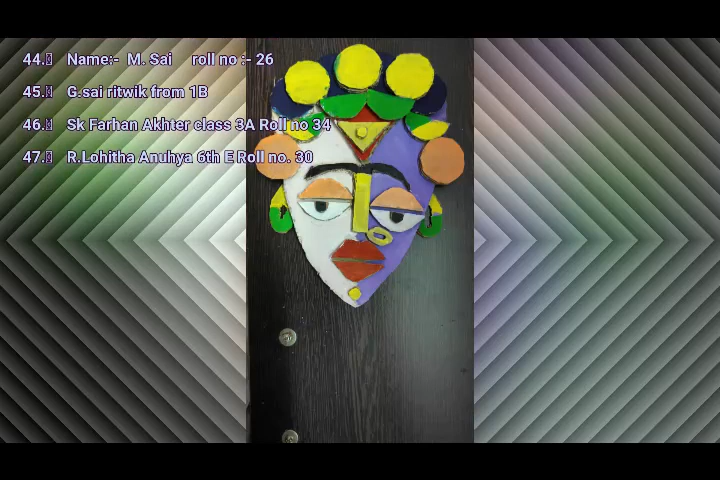 44. Name:- M. Sai roll no :- 26
45. G.sai ritwik from 1B
46. Sk Farhan Akhter class 3A Roll no 34
47. R.Lohitha Anuhya 6th E Roll no. 30